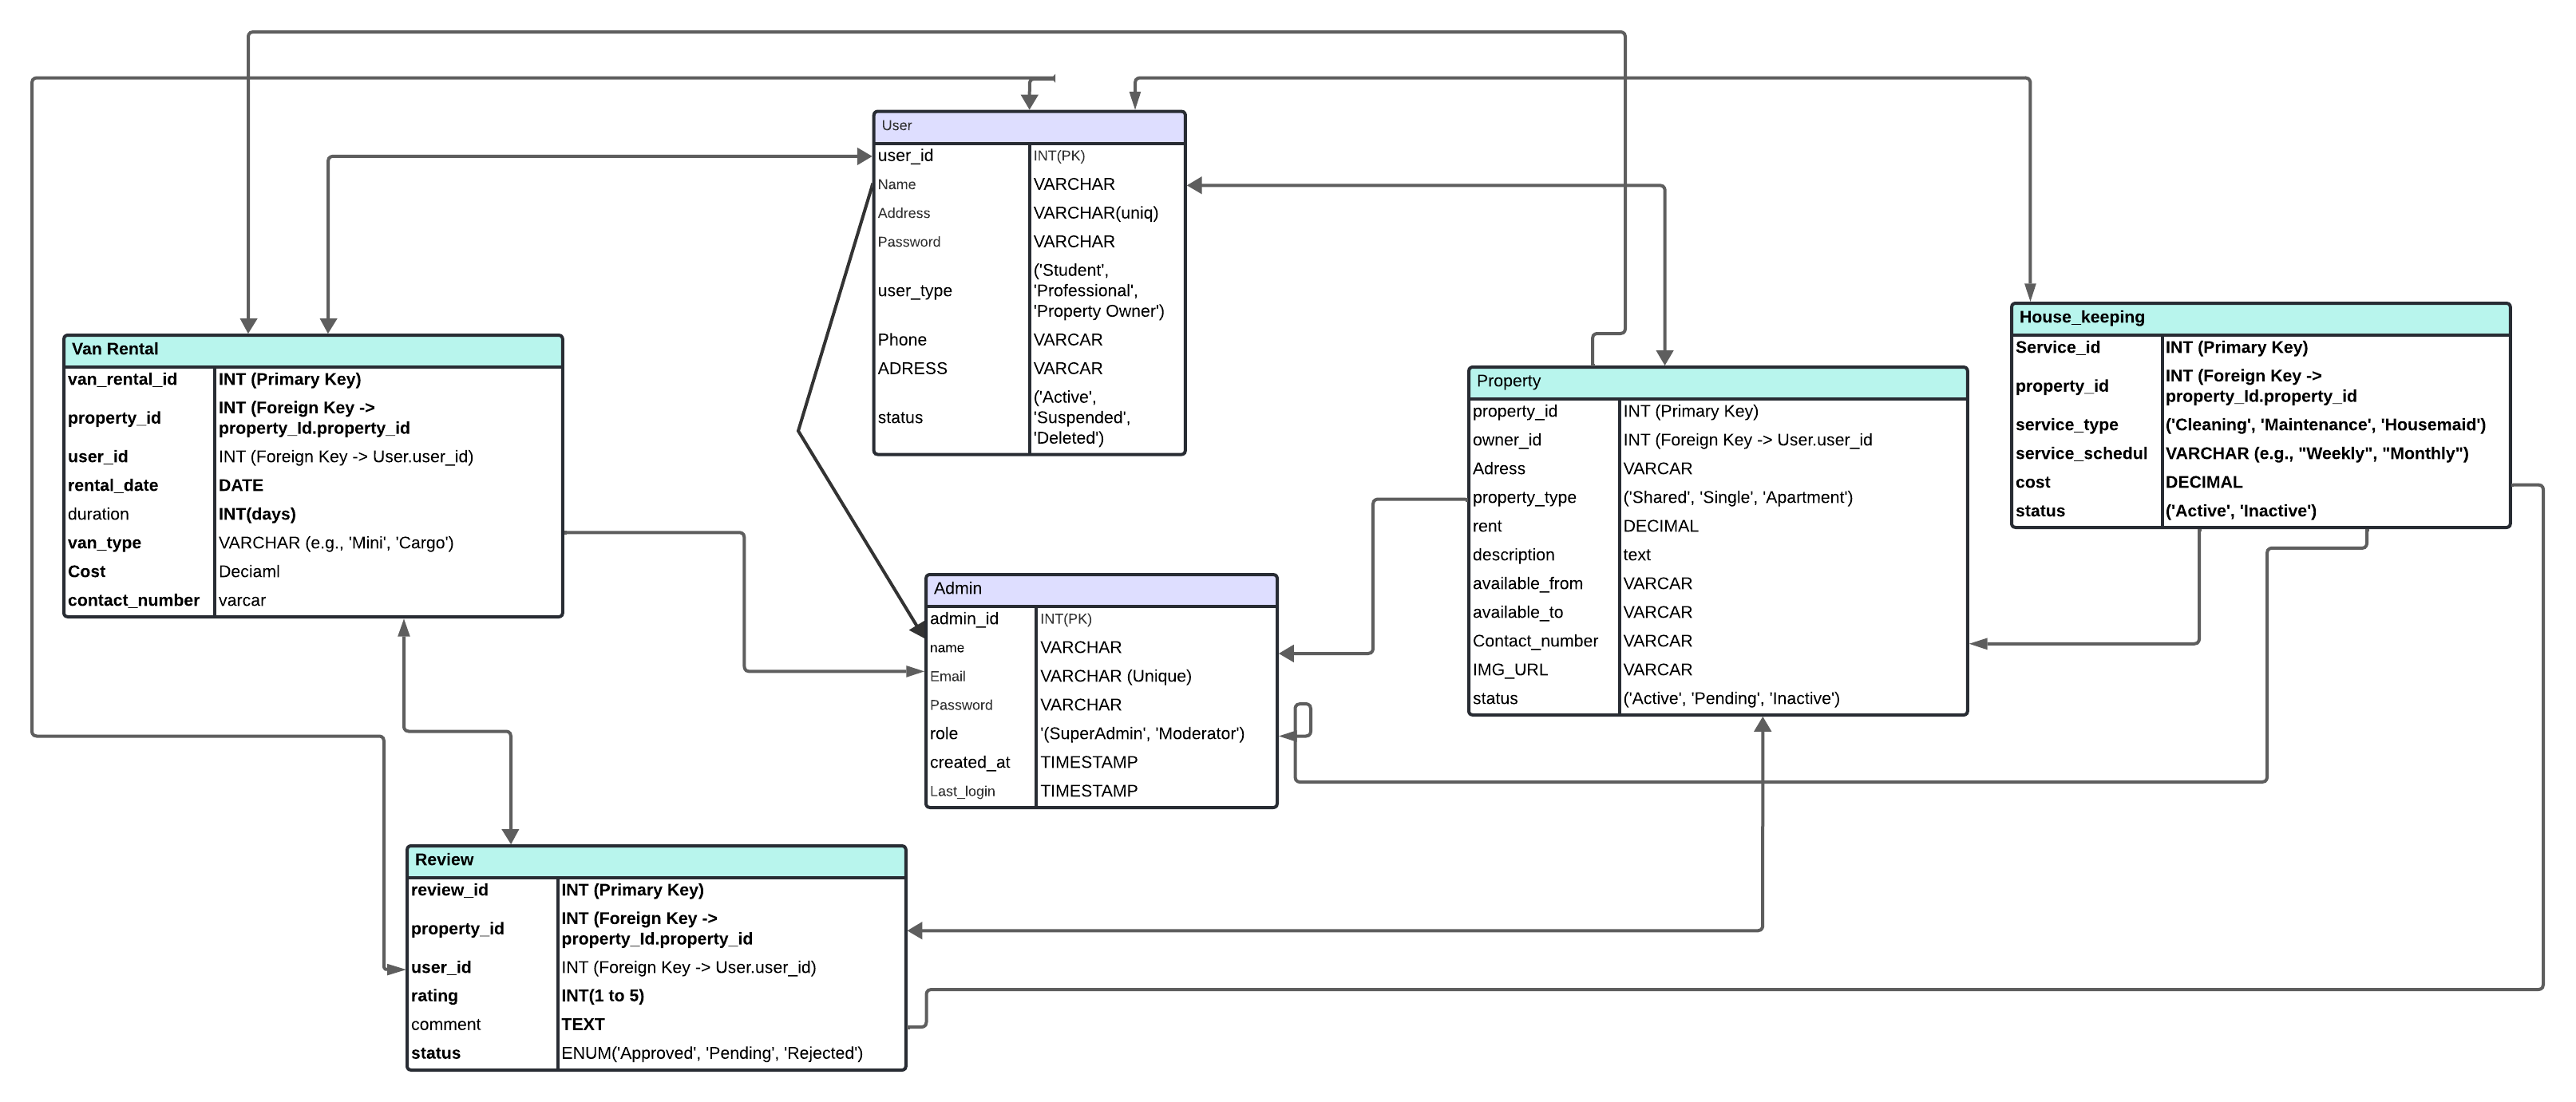 User
user_id INT(PK)
Name VARCHAR
Address VARCHAR(uniq)
Password VARCHAR
user_type ('Student',
'Professional',
'Property Owner')
Phone VARCAR
ADRESS VARCAR
status ('Active',
'Suspended',
'Deleted')
Van Rental
van_rental_id INT (Primary Key)
property_id INT (Foreign Key ->
property_Id.property_id
user_id INT (Foreign Key -> User.user_id)
rental_date DATE
duration INT(days)
van_type VARCHAR (e.g., 'Mini', 'Cargo')
Cost Deciaml
contact_number varcar
Property
property_id INT (Primary Key)
owner_id INT (Foreign Key -> User.user_id
Adress VARCAR
property_type ('Shared', 'Single', 'Apartment')
rent DECIMAL
description text
available_from VARCAR
available_to VARCAR
Contact_number VARCAR
IMG_URL VARCAR
status ('Active', 'Pending', 'Inactive')
House_keeping
Service_id INT (Primary Key)
property_id INT (Foreign Key ->
property_Id.property_id
service_type ('Cleaning', 'Maintenance', 'Housemaid')
service_schedul VARCHAR (e.g., "Weekly", "Monthly")
cost DECIMAL
status ('Active', 'Inactive')
Admin
admin_id INT(PK)
name VARCHAR
Email VARCHAR (Unique)
Password VARCHAR
role '(SuperAdmin', 'Moderator')
created_at TIMESTAMP
Last_login TIMESTAMP
Review
review_id INT (Primary Key)
property_id INT (Foreign Key ->
property_Id.property_id
user_id INT (Foreign Key -> User.user_id)
rating INT(1 to 5)
comment TEXT
status ENUM('Approved', 'Pending', 'Rejected')